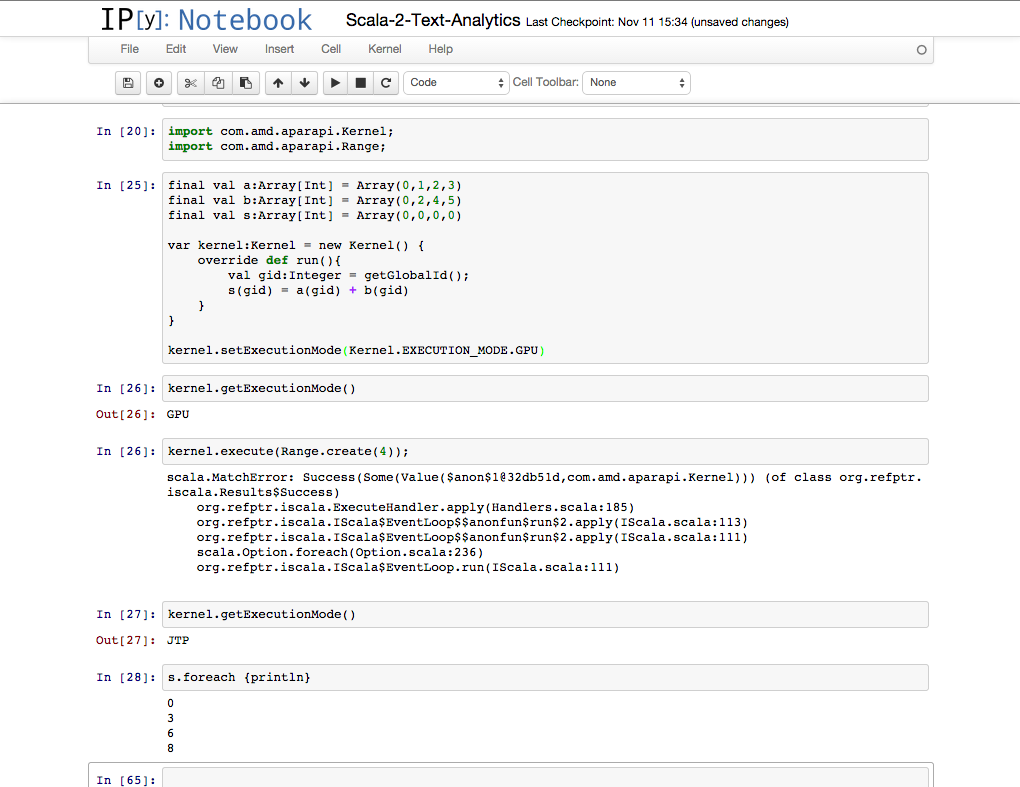 IP[y]: Notebook Scala-2-Text-Analytics Last Checkpoint: Nov 11 15:34 (unsaved changes)
File Edit View Insert Cell Kernel Help
Code Cell Toolbar: None
In [20]: import com.amd.aparapi.Kernel;
import com.amd.aparapi.Range;
In [25]: final val a:Array[Int] = Array(0,1,2,3)
final val b:Array[Int] = Array(0,2,4,5)
final val s:Array[Int] = Array(0,0,0,0)
var kernel:Kernel = new Kernel() {
override def run(){
val gid:Integer = getGlobalId();
s(gid) = a(gid) + b(gid)
}
}
kernel.setExecutionMode(Kernel.EXECUTION_MODE.GPU)
In [26]: kernel.getExecutionMode()
Out[26]: GPU
In [26]: kernel.execute(Range.create(4));
scala.MatchError: Success(Some(Value($anon$1@32db51d,com.amd.aparapi.Kernel))) (of class org.refptr.
iscala.Results$Success)
org.refptr.iscala.ExecuteHandler.apply(Handlers.scala:185)
org.refptr.iscala.IScala$EventLoop$$anonfun$run$2.apply(IScala.scala:113)
org.refptr.iscala.IScala$EventLoop$$anonfun$run$2.apply(IScala.scala:111)
scala.Option.foreach(Option.scala:236)
org.refptr.iscala.IScala$EventLoop.run(IScala.scala:111)
In [27]: kernel.getExecutionMode()
Out[27]: JTP
In [28]: s.foreach {println}
0
3
6
8
In [65]: